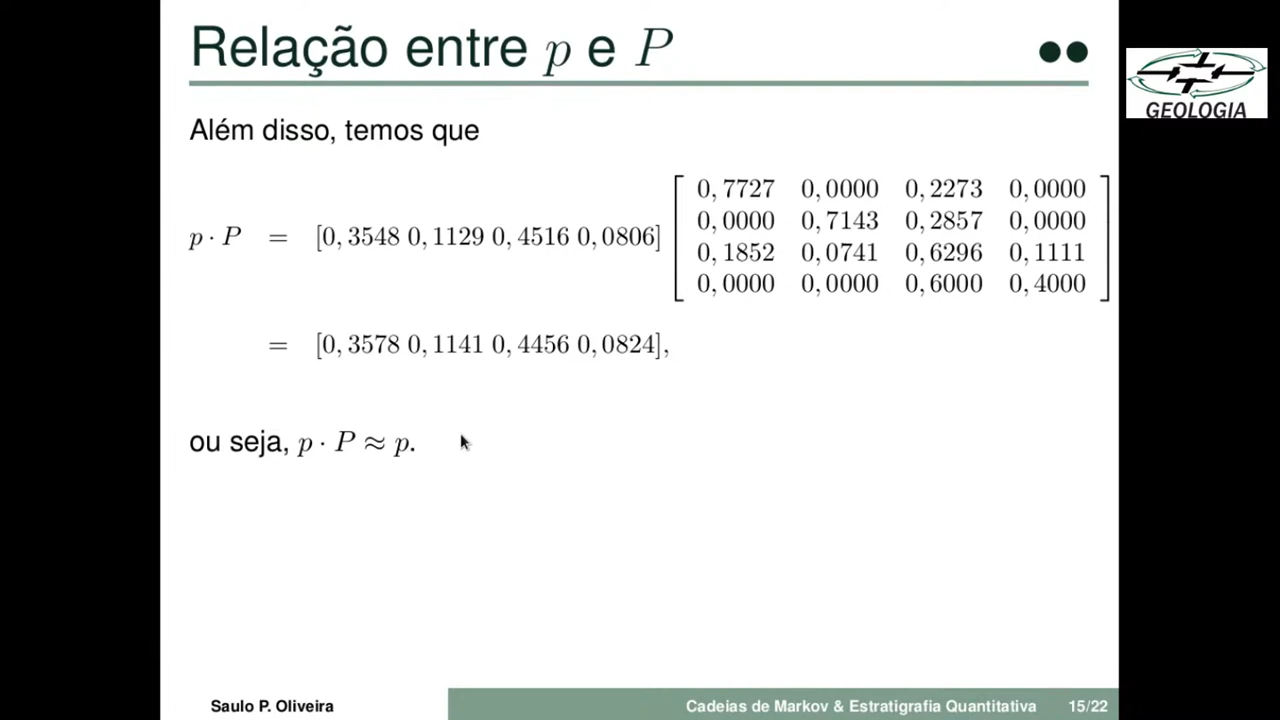 Relação entre p e P
GEOLOGIA
Além disso, temos que
p · P = [0, 3548 0, 1129 0, 4516 0, 0806]
0, 7727 0, 0000 0, 2273 0, 0000
0, 0000 0, 7143 0, 2857 0, 0000
0, 1852 0, 0741 0, 6296 0, 1111
0, 0000 0, 0000 0, 6000 0, 4000
= [0, 3578 0, 1141 0, 4456 0, 0824],
ou seja, p · P ≈ p.
Saulo P. Oliveira
Cadeias de Markov & Estratigrafia Quantitativa 15/22